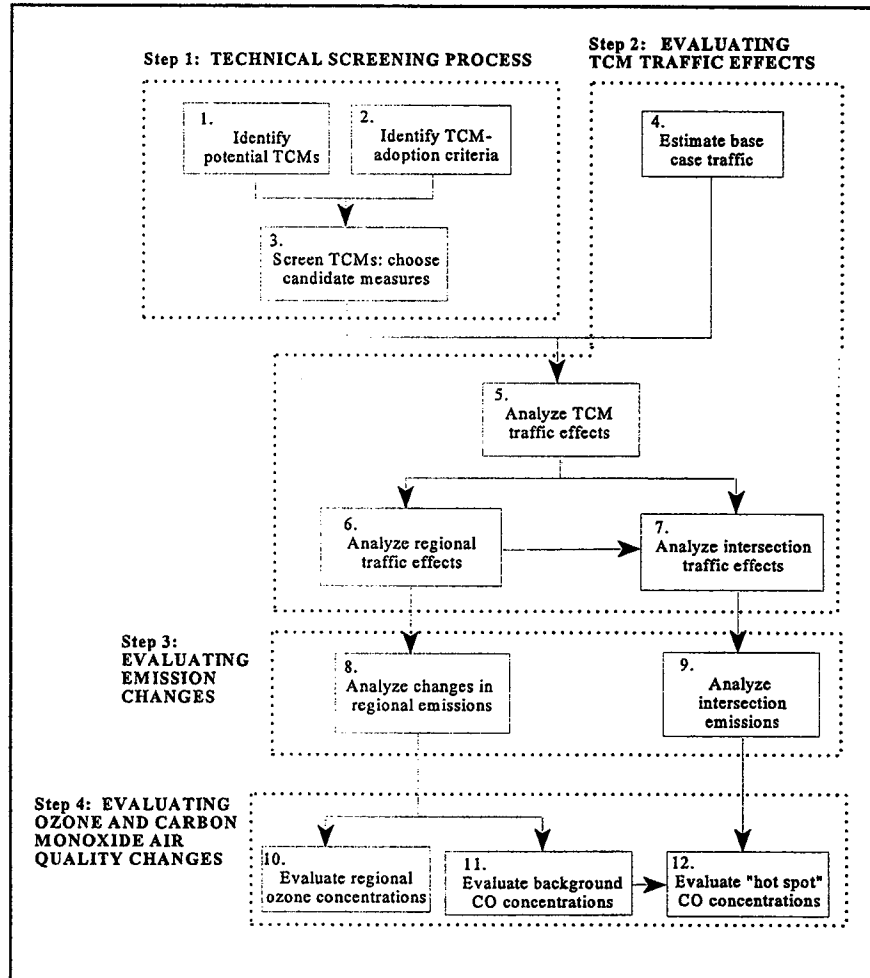 Step 1: TECHNICAL SCREENING PROCESS
Step 2: EVALUATING
TCM TRAFFIC EFFECTS
1.
Identify
potential TCMs
2.
Identify TCM-
adoption criteria
3.
Screen TCMs: choose
candidate measures
4.
Estimate base
case traffic
5.
Analyze TCM
traffic effects
6.
Analyze regional
traffic effects
7.
Analyze intersection
traffic effects
Step 3:
EVALUATING
EMISSION
CHANGES
8.
Analyze changes in
regional emissions
9.
Analyze
intersection
emissions
Step 4: EVALUATING
OZONE AND CARBON
MONOXIDE AIR
QUALITY CHANGES
10.
Evaluate regional
ozone concentrations
11.
Evaluate background
CO concentrations
12.
Evaluate "hot spot"
CO concentrations